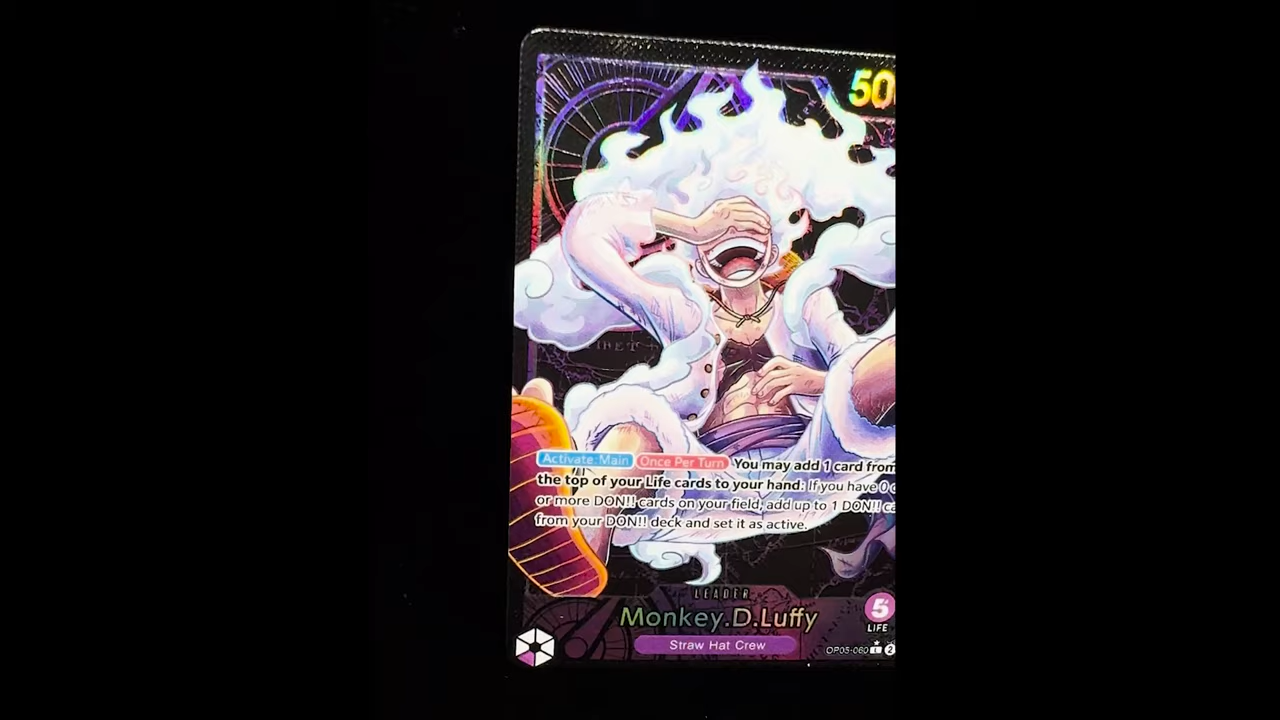 50
Activate: Main Once Per Turn You may add 1 card from
the top of your Life cards to your hand: If you have 0
or more DON!! cards on your field, add up to 1 DON!!
from your DON!! deck and set it as active.
LEADER
Monkey.D.Luffy
5
LIFE
Straw Hat Crew
OP05-060 L 2